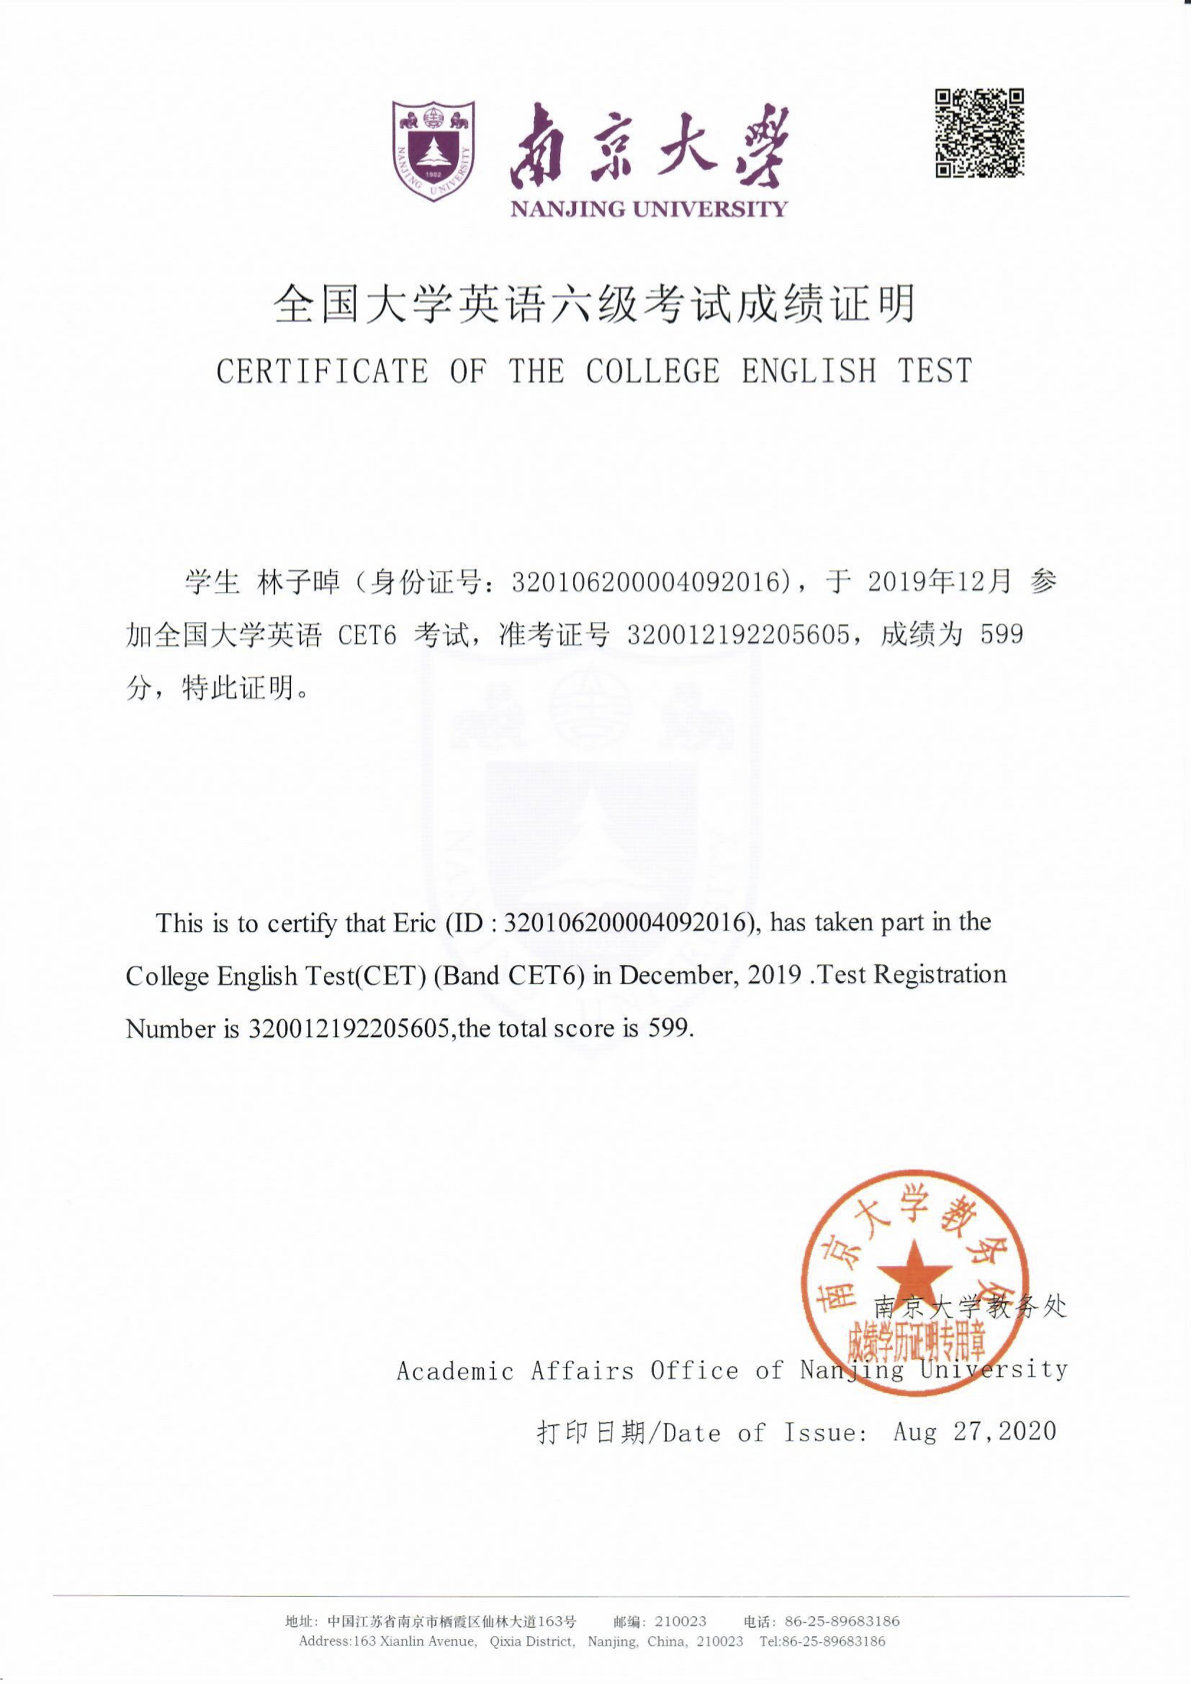 南京大學
NANJING UNIVERSITY
NANJING UNIVERSITY
1902
全国大学英语六级考试成绩证明
CERTIFICATE OF THE COLLEGE ENGLISH TEST
学生 林子晫（身份证号：320106200004092016），于 2019年12月 参
加全国大学英语 CET6 考试，准考证号 320012192205605，成绩为 599
分，特此证明。
This is to certify that Eric (ID : 320106200004092016), has taken part in the
College English Test(CET) (Band CET6) in December, 2019 .Test Registration
Number is 320012192205605,the total score is 599.
南京大学教务处
成绩学历证明专用章
南京大学教务处
Academic Affairs Office of Nanjing University
打印日期/Date of Issue: Aug 27,2020
地址：中国江苏省南京市栖霞区仙林大道163号 邮编：210023 电话：86-25-89683186
Address:163 Xianlin Avenue, Qixia District, Nanjing, China, 210023 Tel:86-25-89683186